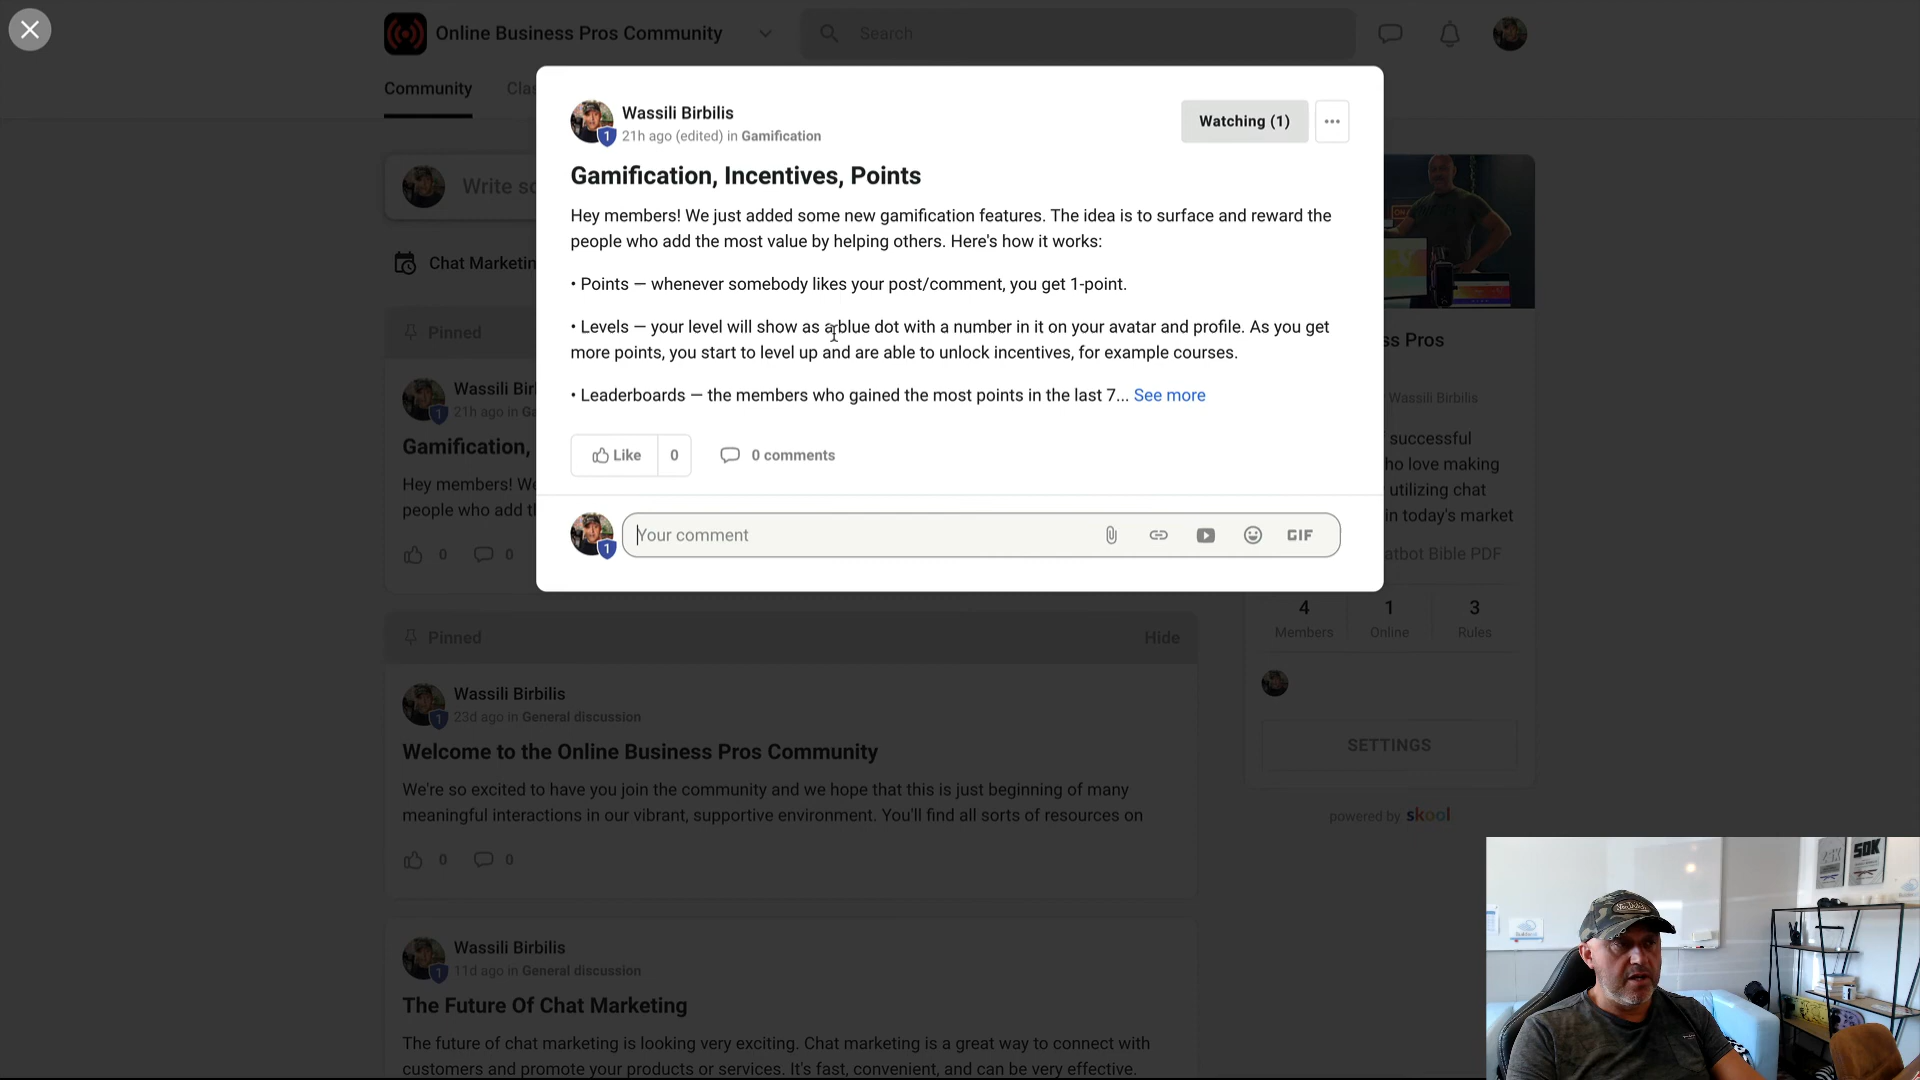 Online Business Pros Community
Search
Community Clas
Wassili Birbilis
1 21h ago (edited) in Gamification
Watching (1)
Gamification, Incentives, Points
Hey members! We just added some new gamification features. The idea is to surface and reward the
people who add the most value by helping others. Here's how it works:
• Points — whenever somebody likes your post/comment, you get 1-point.
• Levels — your level will show as a blue dot with a number in it on your avatar and profile. As you get
more points, you start to level up and are able to unlock incentives, for example courses.
• Leaderboards — the members who gained the most points in the last 7... See more
Like 0 0 comments
1 Your comment GIF
Write so
Chat Marketin
Pinned
Wassili Birl
1 21h ago in Ga
Gamification,
Hey members! We
people who add t
0 0
Pinned Hide
Wassili Birbilis
1 23d ago in General discussion
Welcome to the Online Business Pros Community
We're so excited to have you join the community and we hope that this is just beginning of many
meaningful interactions in our vibrant, supportive environment. You'll find all sorts of resources on
0 0
Wassili Birbilis
1 11d ago in General discussion
The Future Of Chat Marketing
The future of chat marketing is looking very exciting. Chat marketing is a great way to connect with
customers and promote your products or services. It's fast, convenient, and can be very effective.
ss Pros
Wassili Birbilis
successful
ho love making
utilizing chat
in today's market
atbot Bible PDF
4 1 3
Members Online Rules
SETTINGS
powered by skool
50K